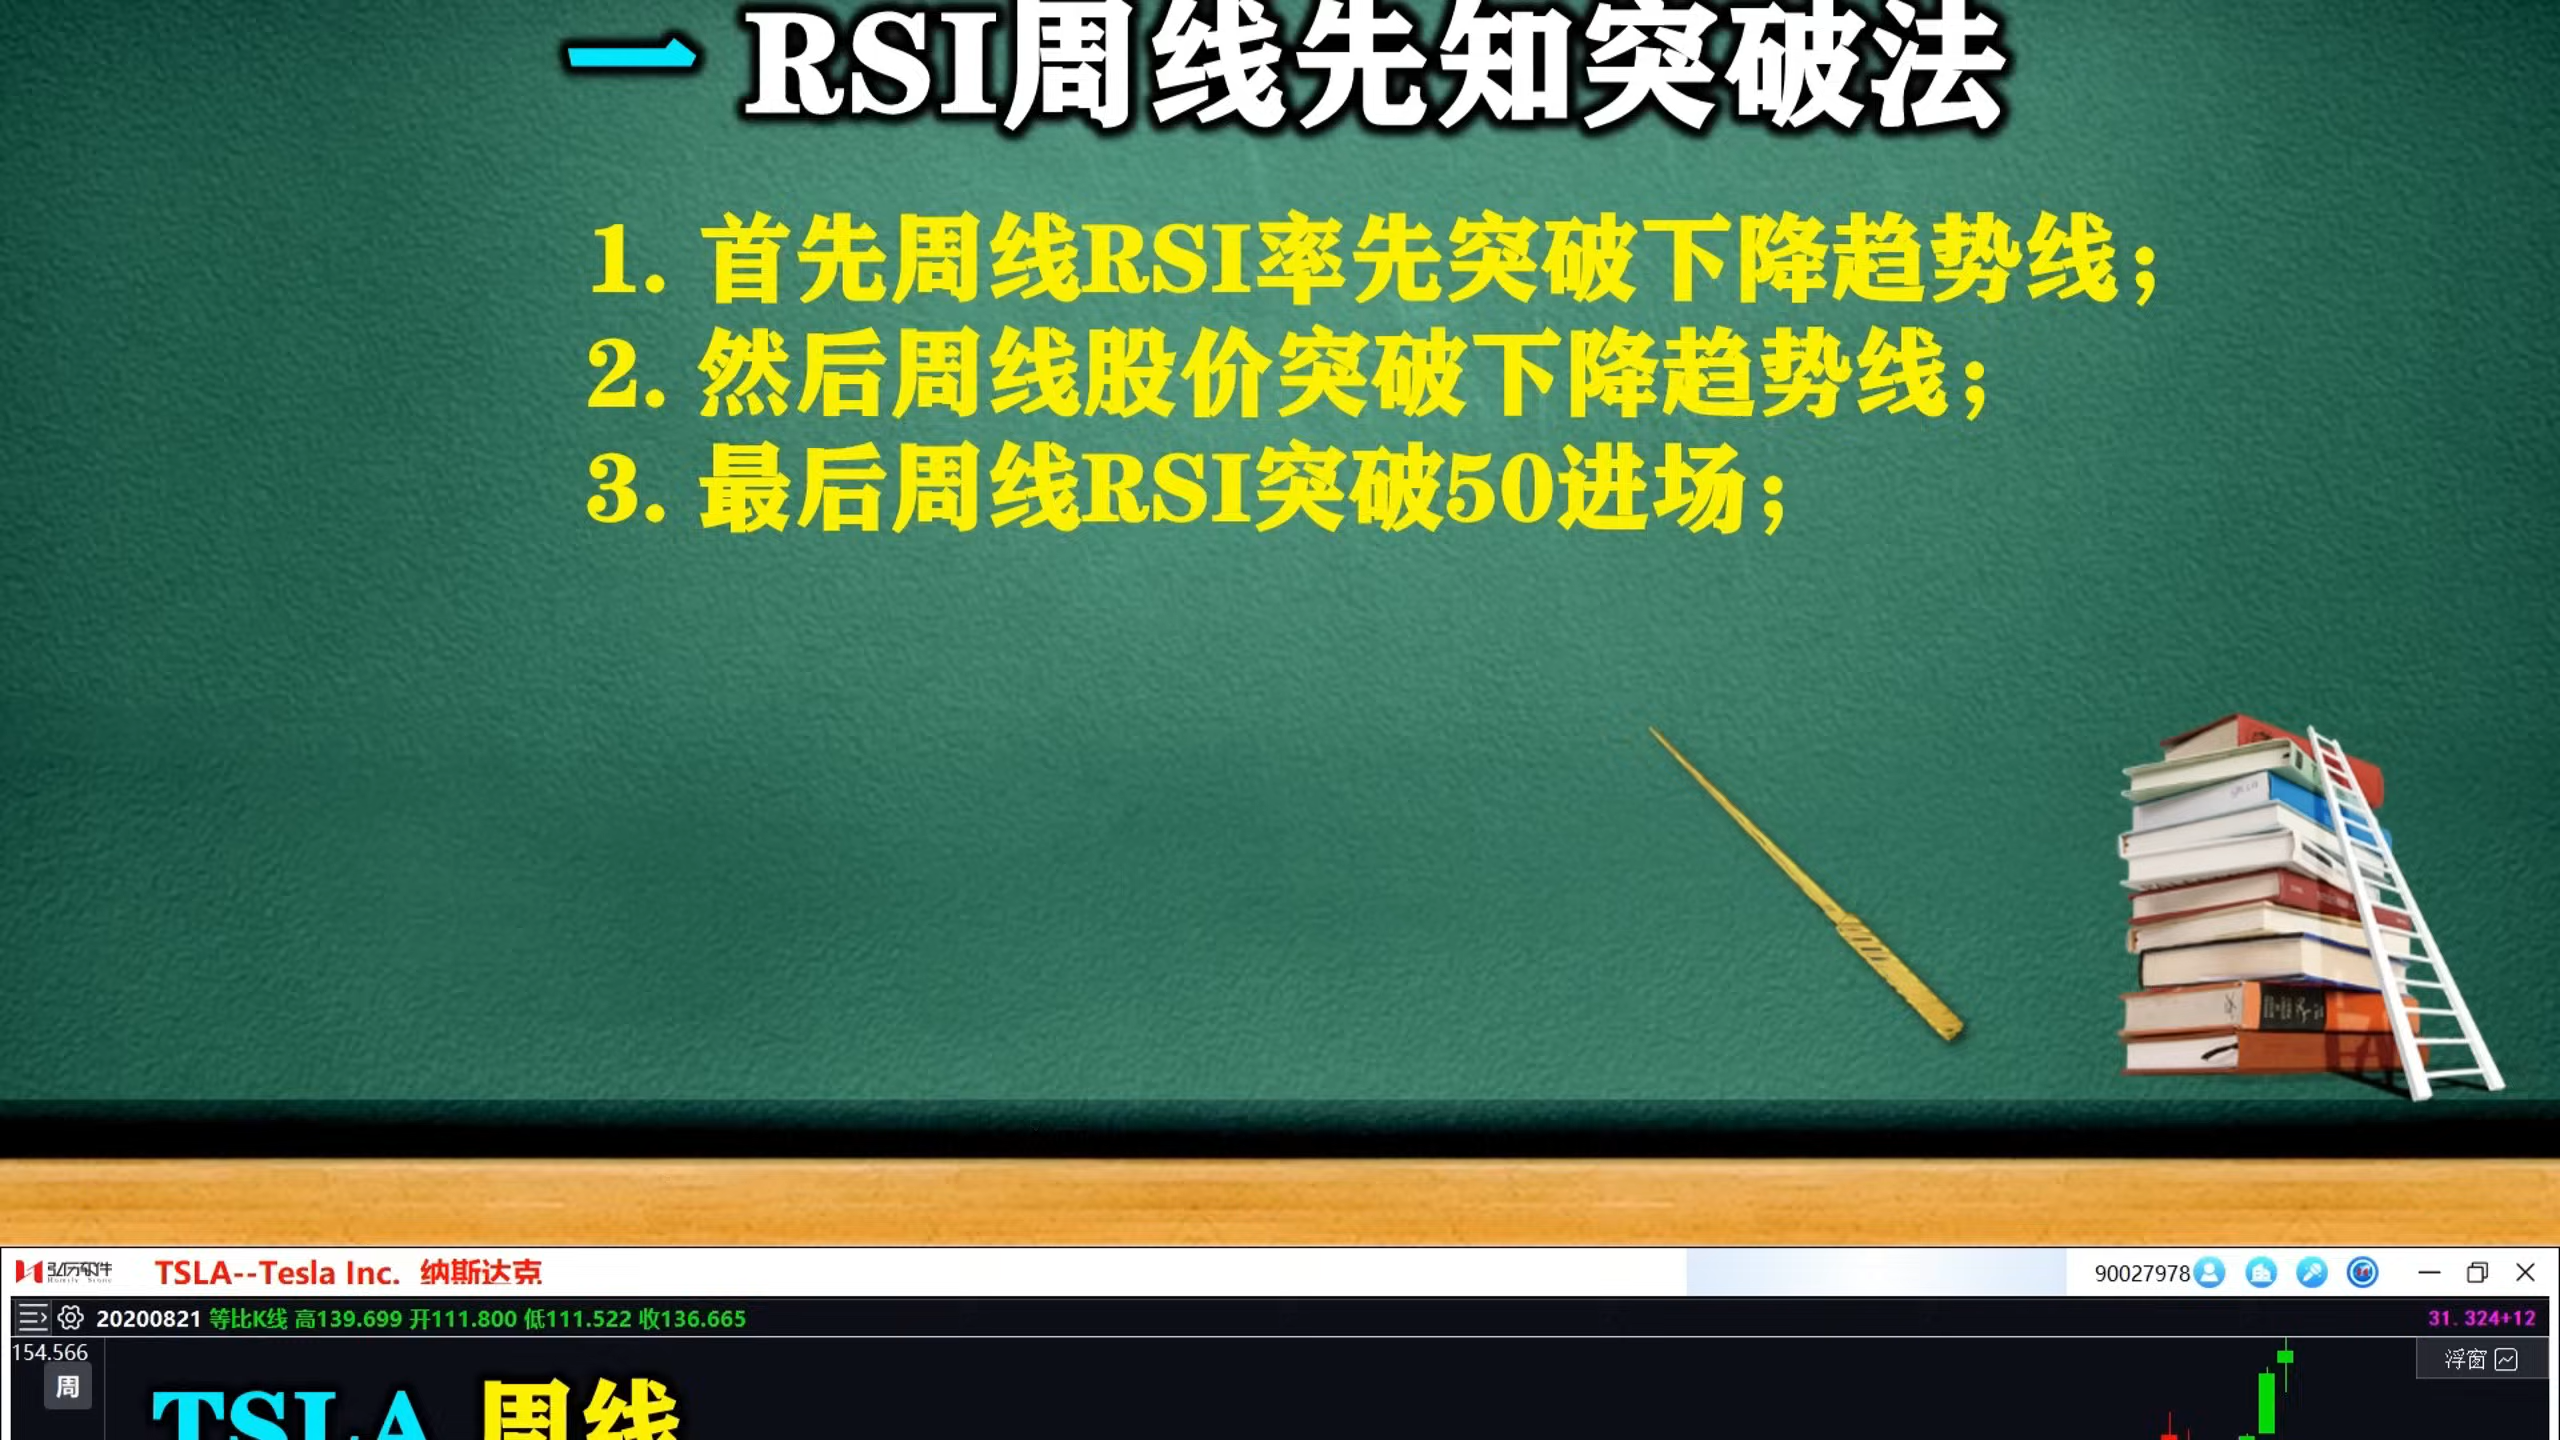 一 RSI周线先知突破法
1. 首先周线RSI率先突破下降趋势线；
2. 然后周线股价突破下降趋势线；
3. 最后周线RSI突破50进场；
弘历软件 TSLA--Tesla Inc. 纳斯达克 90027978
20200821 等比K线 高139.699 开111.800 低111.522 收136.665 31.324+12
154.566 浮窗
周
TSLA 周线